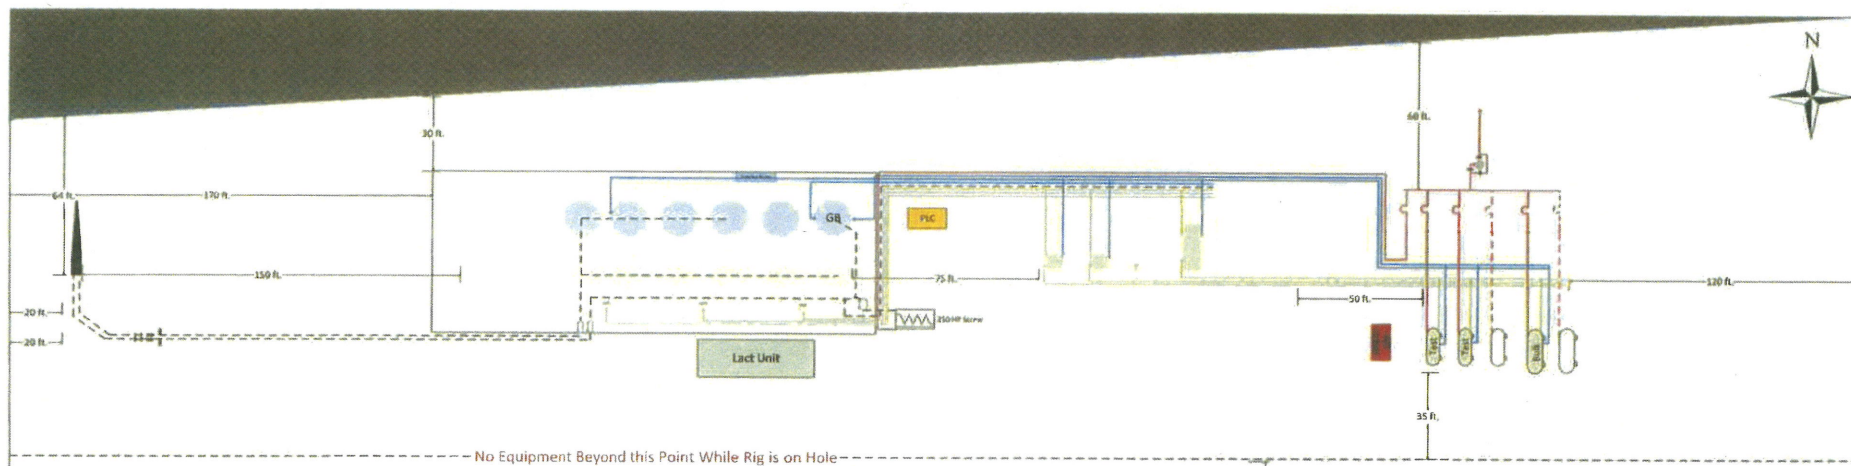 N
30 ft.
60 ft.
64 ft.
170 ft.
GB
PLC
150 ft.
75 ft.
120 ft.
50 ft.
20 ft.
250 HP Screw
20 ft.
Lact Unit
Test
Test
Bulk
35 ft.
No Equipment Beyond this Point While Rig is on Hole